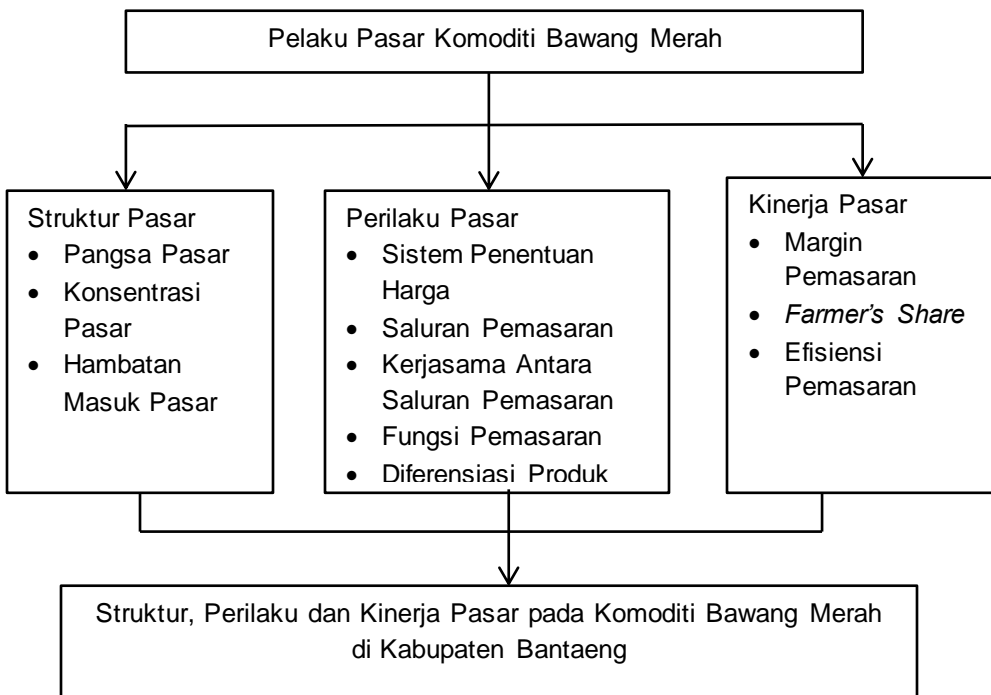 Pelaku Pasar Komoditi Bawang Merah
Struktur Pasar
• Pangsa Pasar
• Konsentrasi
Pasar
• Hambatan
Masuk Pasar
Perilaku Pasar
• Sistem Penentuan
Harga
• Saluran Pemasaran
• Kerjasama Antara
Saluran Pemasaran
• Fungsi Pemasaran
• Diferensiasi Produk
Kinerja Pasar
• Margin
Pemasaran
• Farmer's Share
• Efisiensi
Pemasaran
Struktur, Perilaku dan Kinerja Pasar pada Komoditi Bawang Merah
di Kabupaten Bantaeng